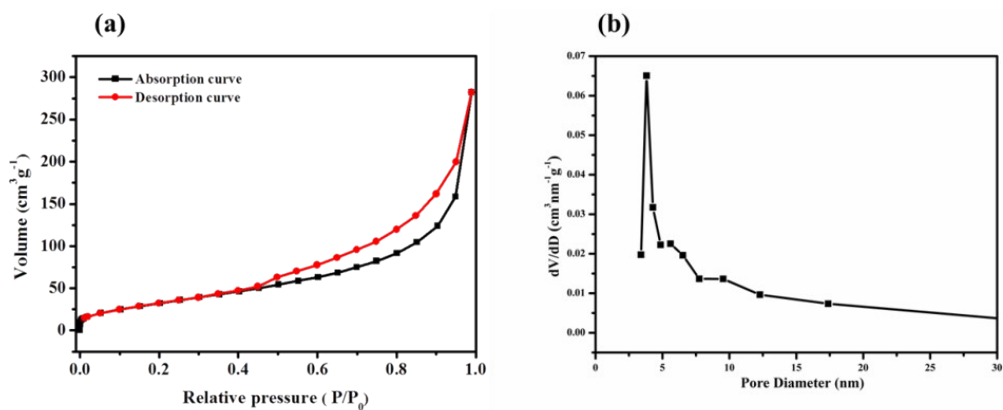 (a)
Absorption curve
Desorption curve
Volume (cm³g⁻¹)
300
250
200
150
100
50
0
0.0 0.2 0.4 0.6 0.8 1.0
Relative pressure ( P/P₀)
(b)
dV/dD (cm³ nm⁻¹g⁻¹)
0.07
0.06
0.05
0.04
0.03
0.02
0.01
0.00
0 5 10 15 20 25 30
Pore Diameter (nm)